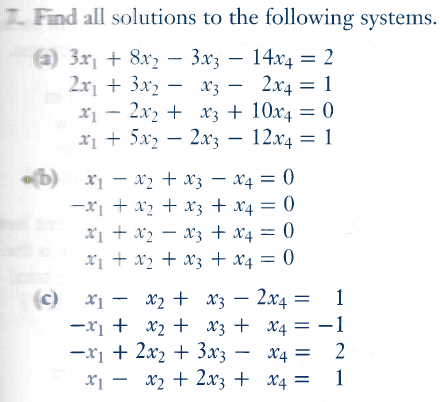 7. Find all solutions to the following systems.
(a) 3x₁ + 8x₂ − 3x₃ − 14x₄ = 2
2x₁ + 3x₂ − x₃ − 2x₄ = 1
x₁ − 2x₂ + x₃ + 10x₄ = 0
x₁ + 5x₂ − 2x₃ − 12x₄ = 1
(b) x₁ − x₂ + x₃ − x₄ = 0
−x₁ + x₂ + x₃ + x₄ = 0
x₁ + x₂ − x₃ + x₄ = 0
x₁ + x₂ + x₃ + x₄ = 0
(c) x₁ − x₂ + x₃ − 2x₄ = 1
−x₁ + x₂ + x₃ + x₄ = −1
−x₁ + 2x₂ + 3x₃ − x₄ = 2
x₁ − x₂ + 2x₃ + x₄ = 1